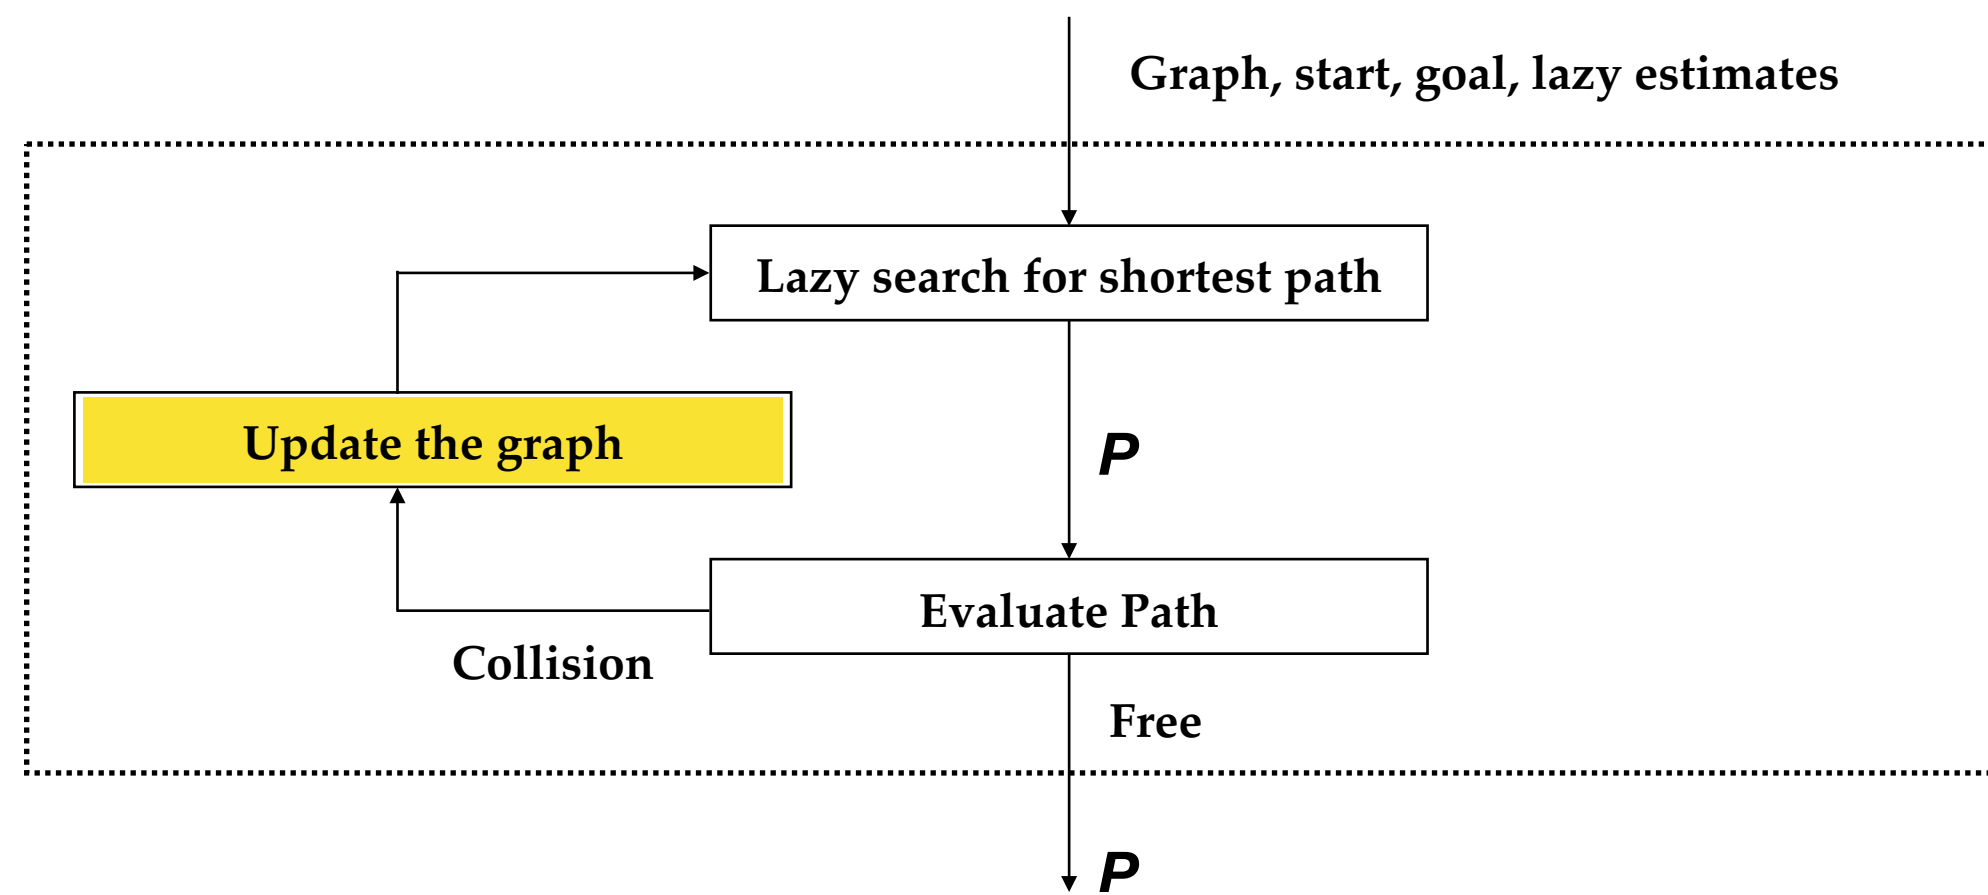 Graph, start, goal, lazy estimates
Lazy search for shortest path
Update the graph
P
Evaluate Path
Collision
Free
P